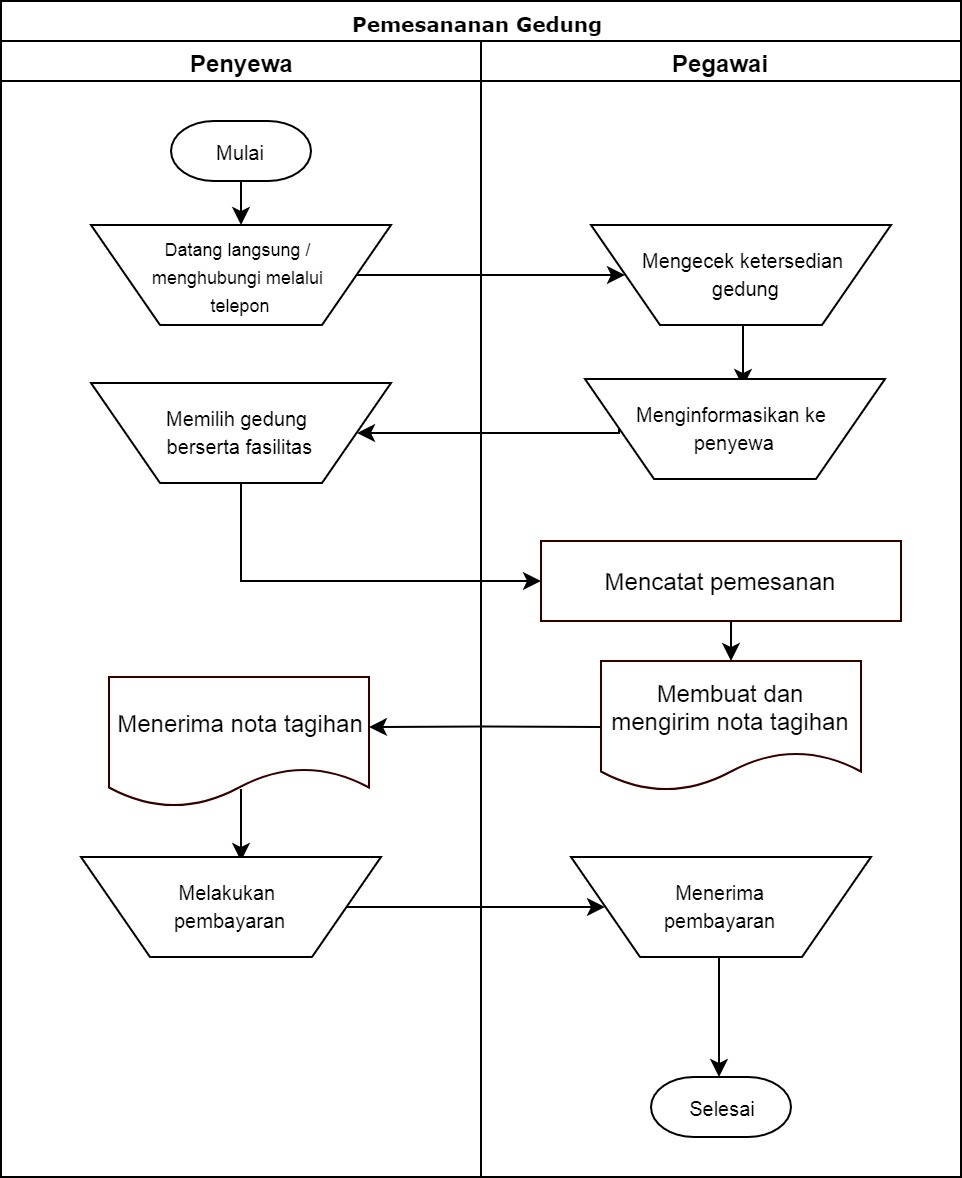 Pemesananan Gedung
Penyewa
Pegawai
Mulai
Datang langsung /
menghubungi melalui
telepon
Mengecek ketersedian
gedung
Menginformasikan ke
penyewa
Memilih gedung
berserta fasilitas
Mencatat pemesanan
Membuat dan
mengirim nota tagihan
Menerima nota tagihan
Melakukan
pembayaran
Menerima
pembayaran
Selesai